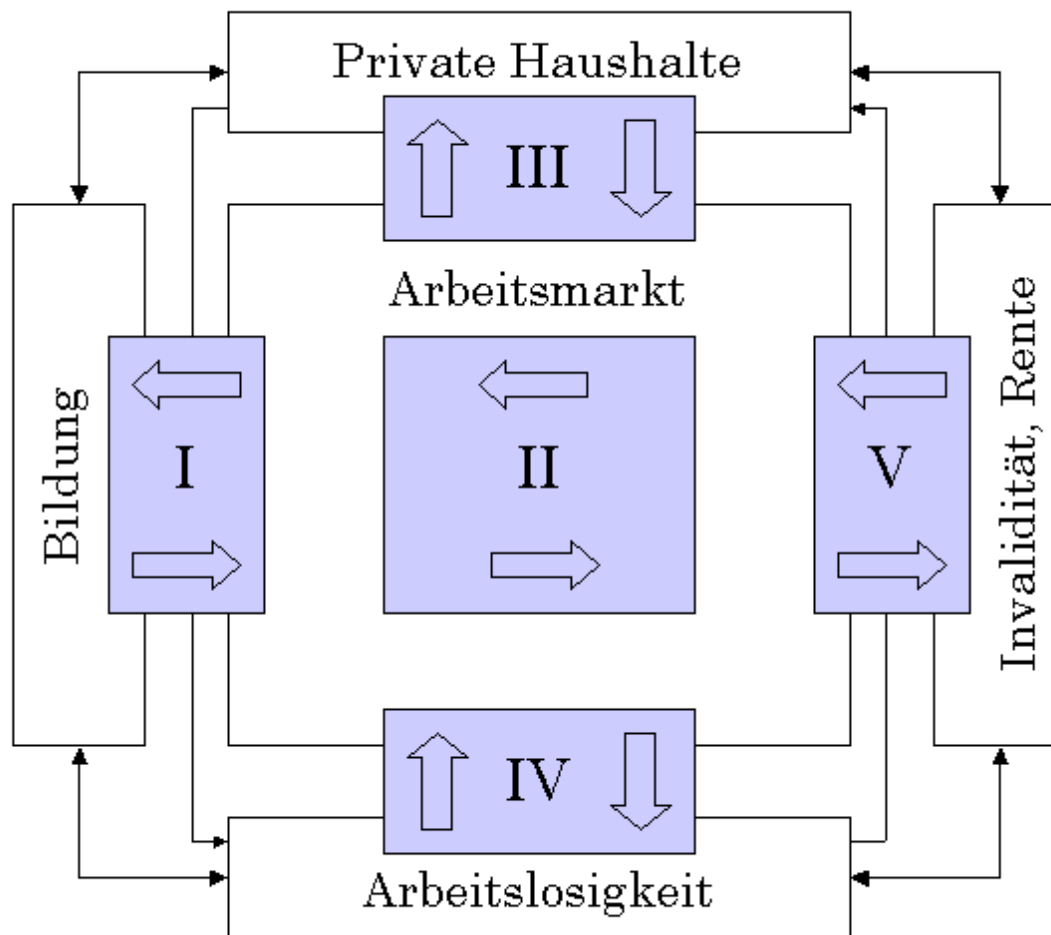 Private Haushalte
III
Arbeitsmarkt
Bildung
I
II
V
Invalidität, Rente
IV
Arbeitslosigkeit